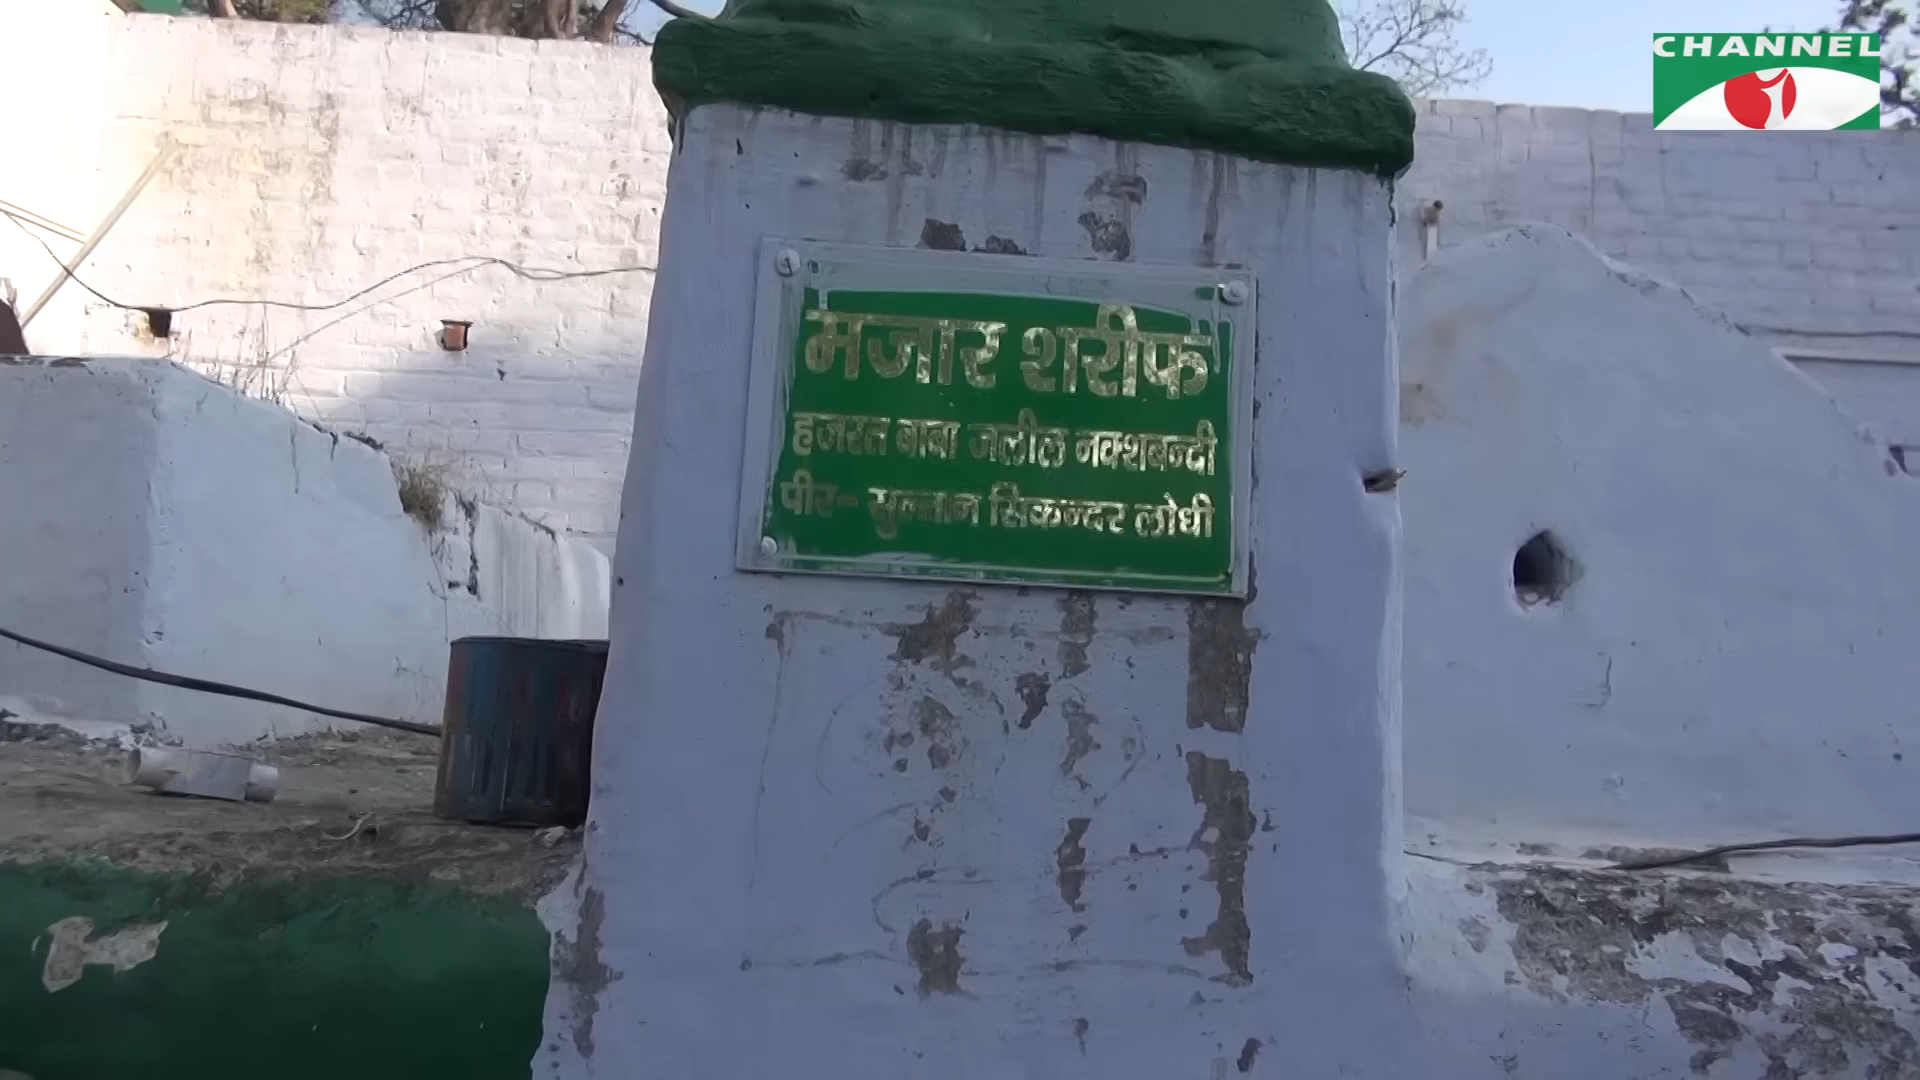 CHANNEL
मजार शरीफ
हजरत बाबा जलील नक्शबन्दी
पीर- सुल्तान सिकन्दर लोधी